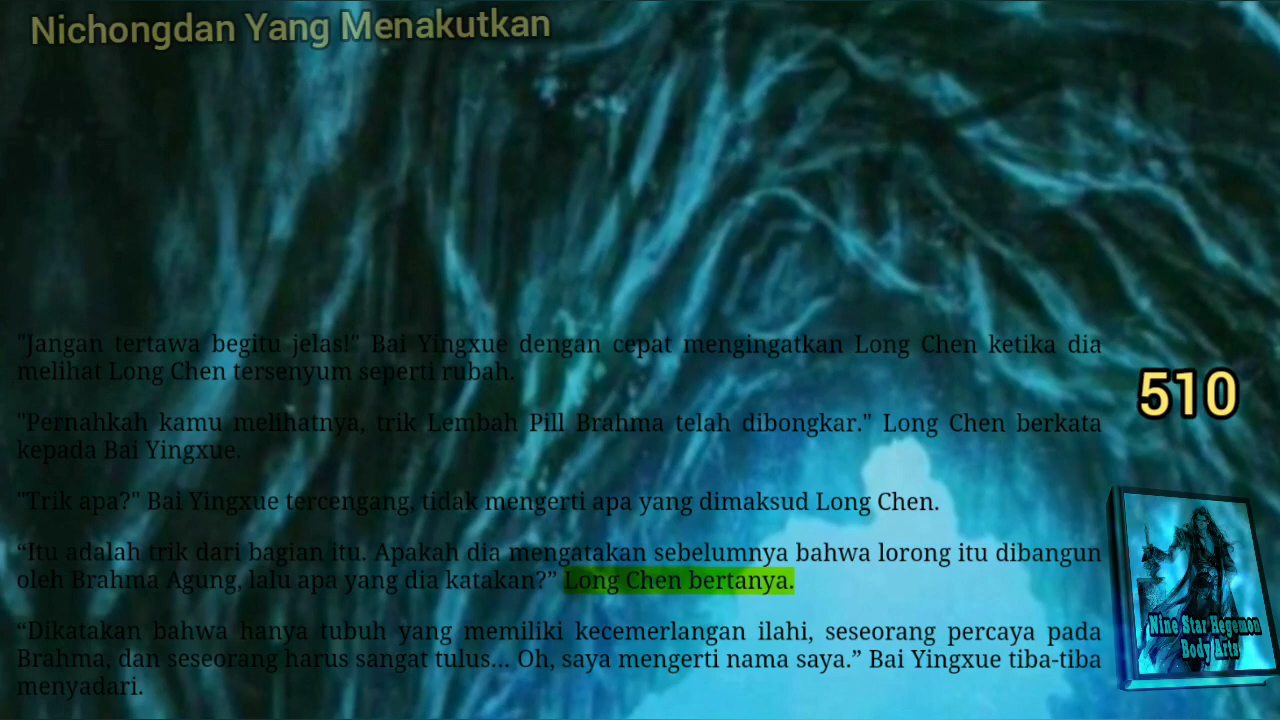 Nichongdan Yang Menakutkan
"Jangan tertawa begitu jelas!" Bai Yingxue dengan cepat mengingatkan Long Chen ketika dia
melihat Long Chen tersenyum seperti rubah.
"Pernahkah kamu melihatnya, trik Lembah Pill Brahma telah dibongkar." Long Chen berkata
kepada Bai Yingxue.
"Trik apa?" Bai Yingxue tercengang, tidak mengerti apa yang dimaksud Long Chen.
“Itu adalah trik dari bagian itu. Apakah dia mengatakan sebelumnya bahwa lorong itu dibangun
oleh Brahma Agung, lalu apa yang dia katakan?” Long Chen bertanya.
“Dikatakan bahwa hanya tubuh yang memiliki kecemerlangan ilahi, seseorang percaya pada
Brahma, dan seseorang harus sangat tulus... Oh, saya mengerti nama saya.” Bai Yingxue tiba-tiba
menyadari.
510
Nine Star Hegemon
Body Arts